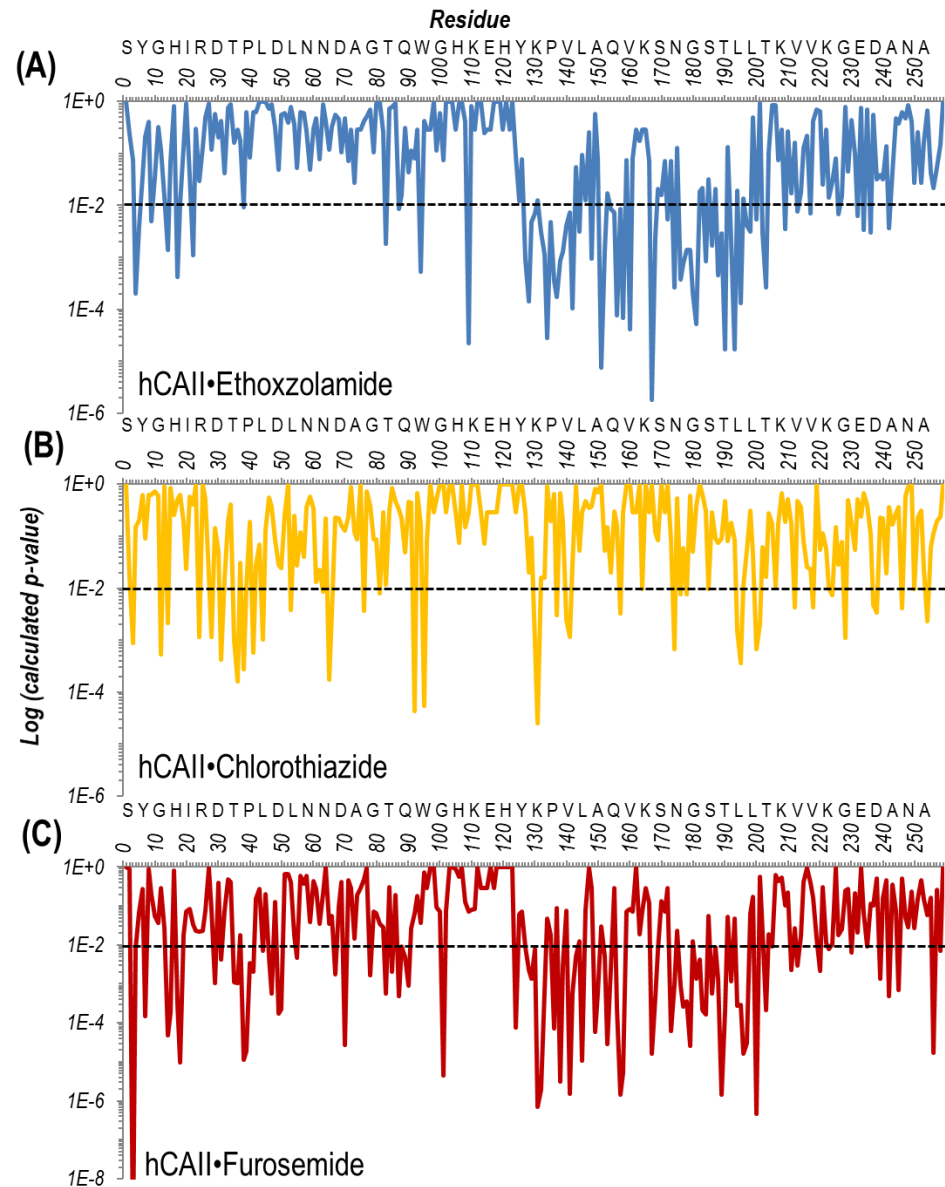 Residue
(A)
S Y G H I R D T P L D L N N D A G T Q W G H K E H Y K P V L A Q V K S N G S T L L T K V V K G E D A N A
0 10 20 30 40 50 60 70 80 90 100 110 120 130 140 150 160 170 180 190 200 210 220 230 240 250
1E+0
1E-2
1E-4
1E-6
hCAII•Ethoxzolamide
(B)
S Y G H I R D T P L D L N N D A G T Q W G H K E H Y K P V L A Q V K S N G S T L L T K V V K G E D A N A
0 10 20 30 40 50 60 70 80 90 100 110 120 130 140 150 160 170 180 190 200 210 220 230 240 250
Log (calculated p-value)
1E+0
1E-2
1E-4
1E-6
hCAII•Chlorothiazide
(C)
S Y G H I R D T P L D L N N D A G T Q W G H K E H Y K P V L A Q V K S N G S T L L T K V V K G E D A N A
0 10 20 30 40 50 60 70 80 90 100 110 120 130 140 150 160 170 180 190 200 210 220 230 240 250
1E+0
1E-2
1E-4
1E-6
1E-8
hCAII•Furosemide